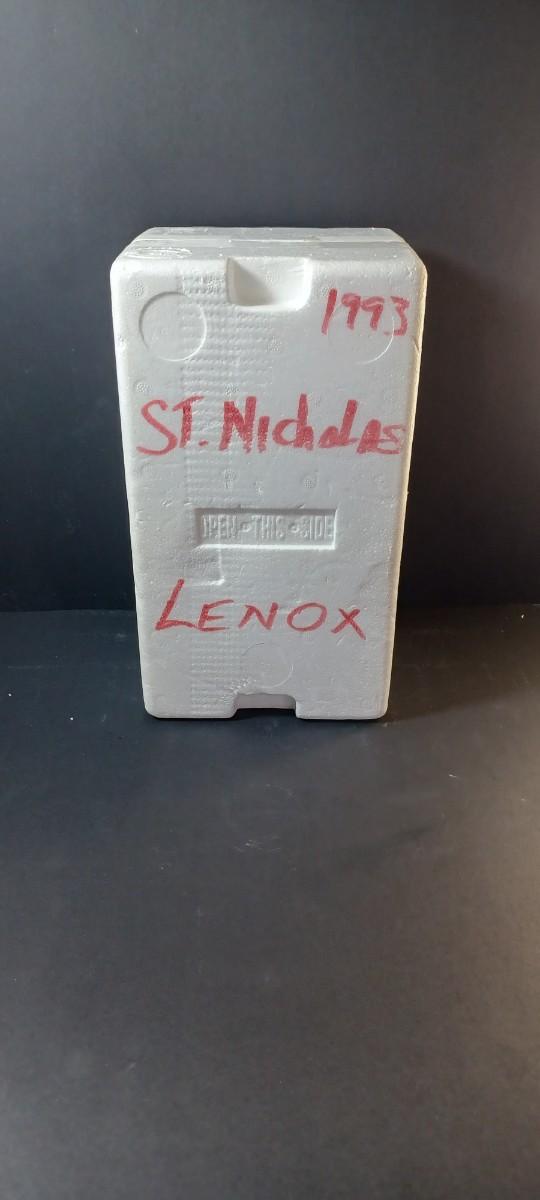 1993
ST. Nicholas
OPEN • THIS • SIDE
LENOX